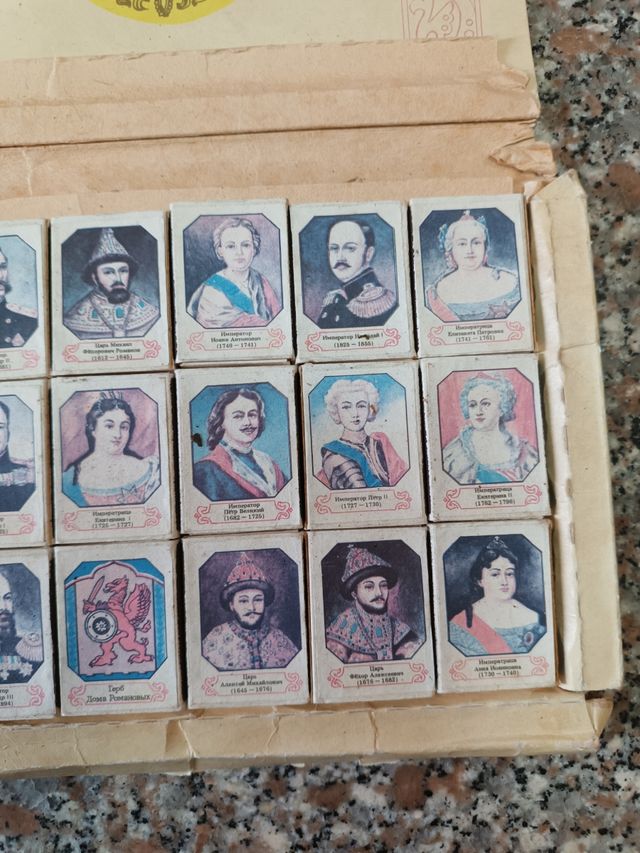 Царь Михаил
Фёдорович Романов
(1613 — 1645)
Император
Иоанн Антонович
(1740 — 1741)
Император
(1825 — 1855)
Императрица
Елизавета Петровна
(1741 — 1761)
Императрица
Екатерина I
(1725 — 1727)
Император
Пётр Великий
(1682 — 1725)
Император Пётр II
(1727 — 1730)
Императрица
Екатерина II
(1762 — 1796)
III
Герб
Дома Романовых
Царь
Алексей Михайлович
(1645 — 1676)
Царь
Фёдор Алексеевич
(1676 — 1682)
Императрица
Анна Иоанновна
(1730 — 1740)